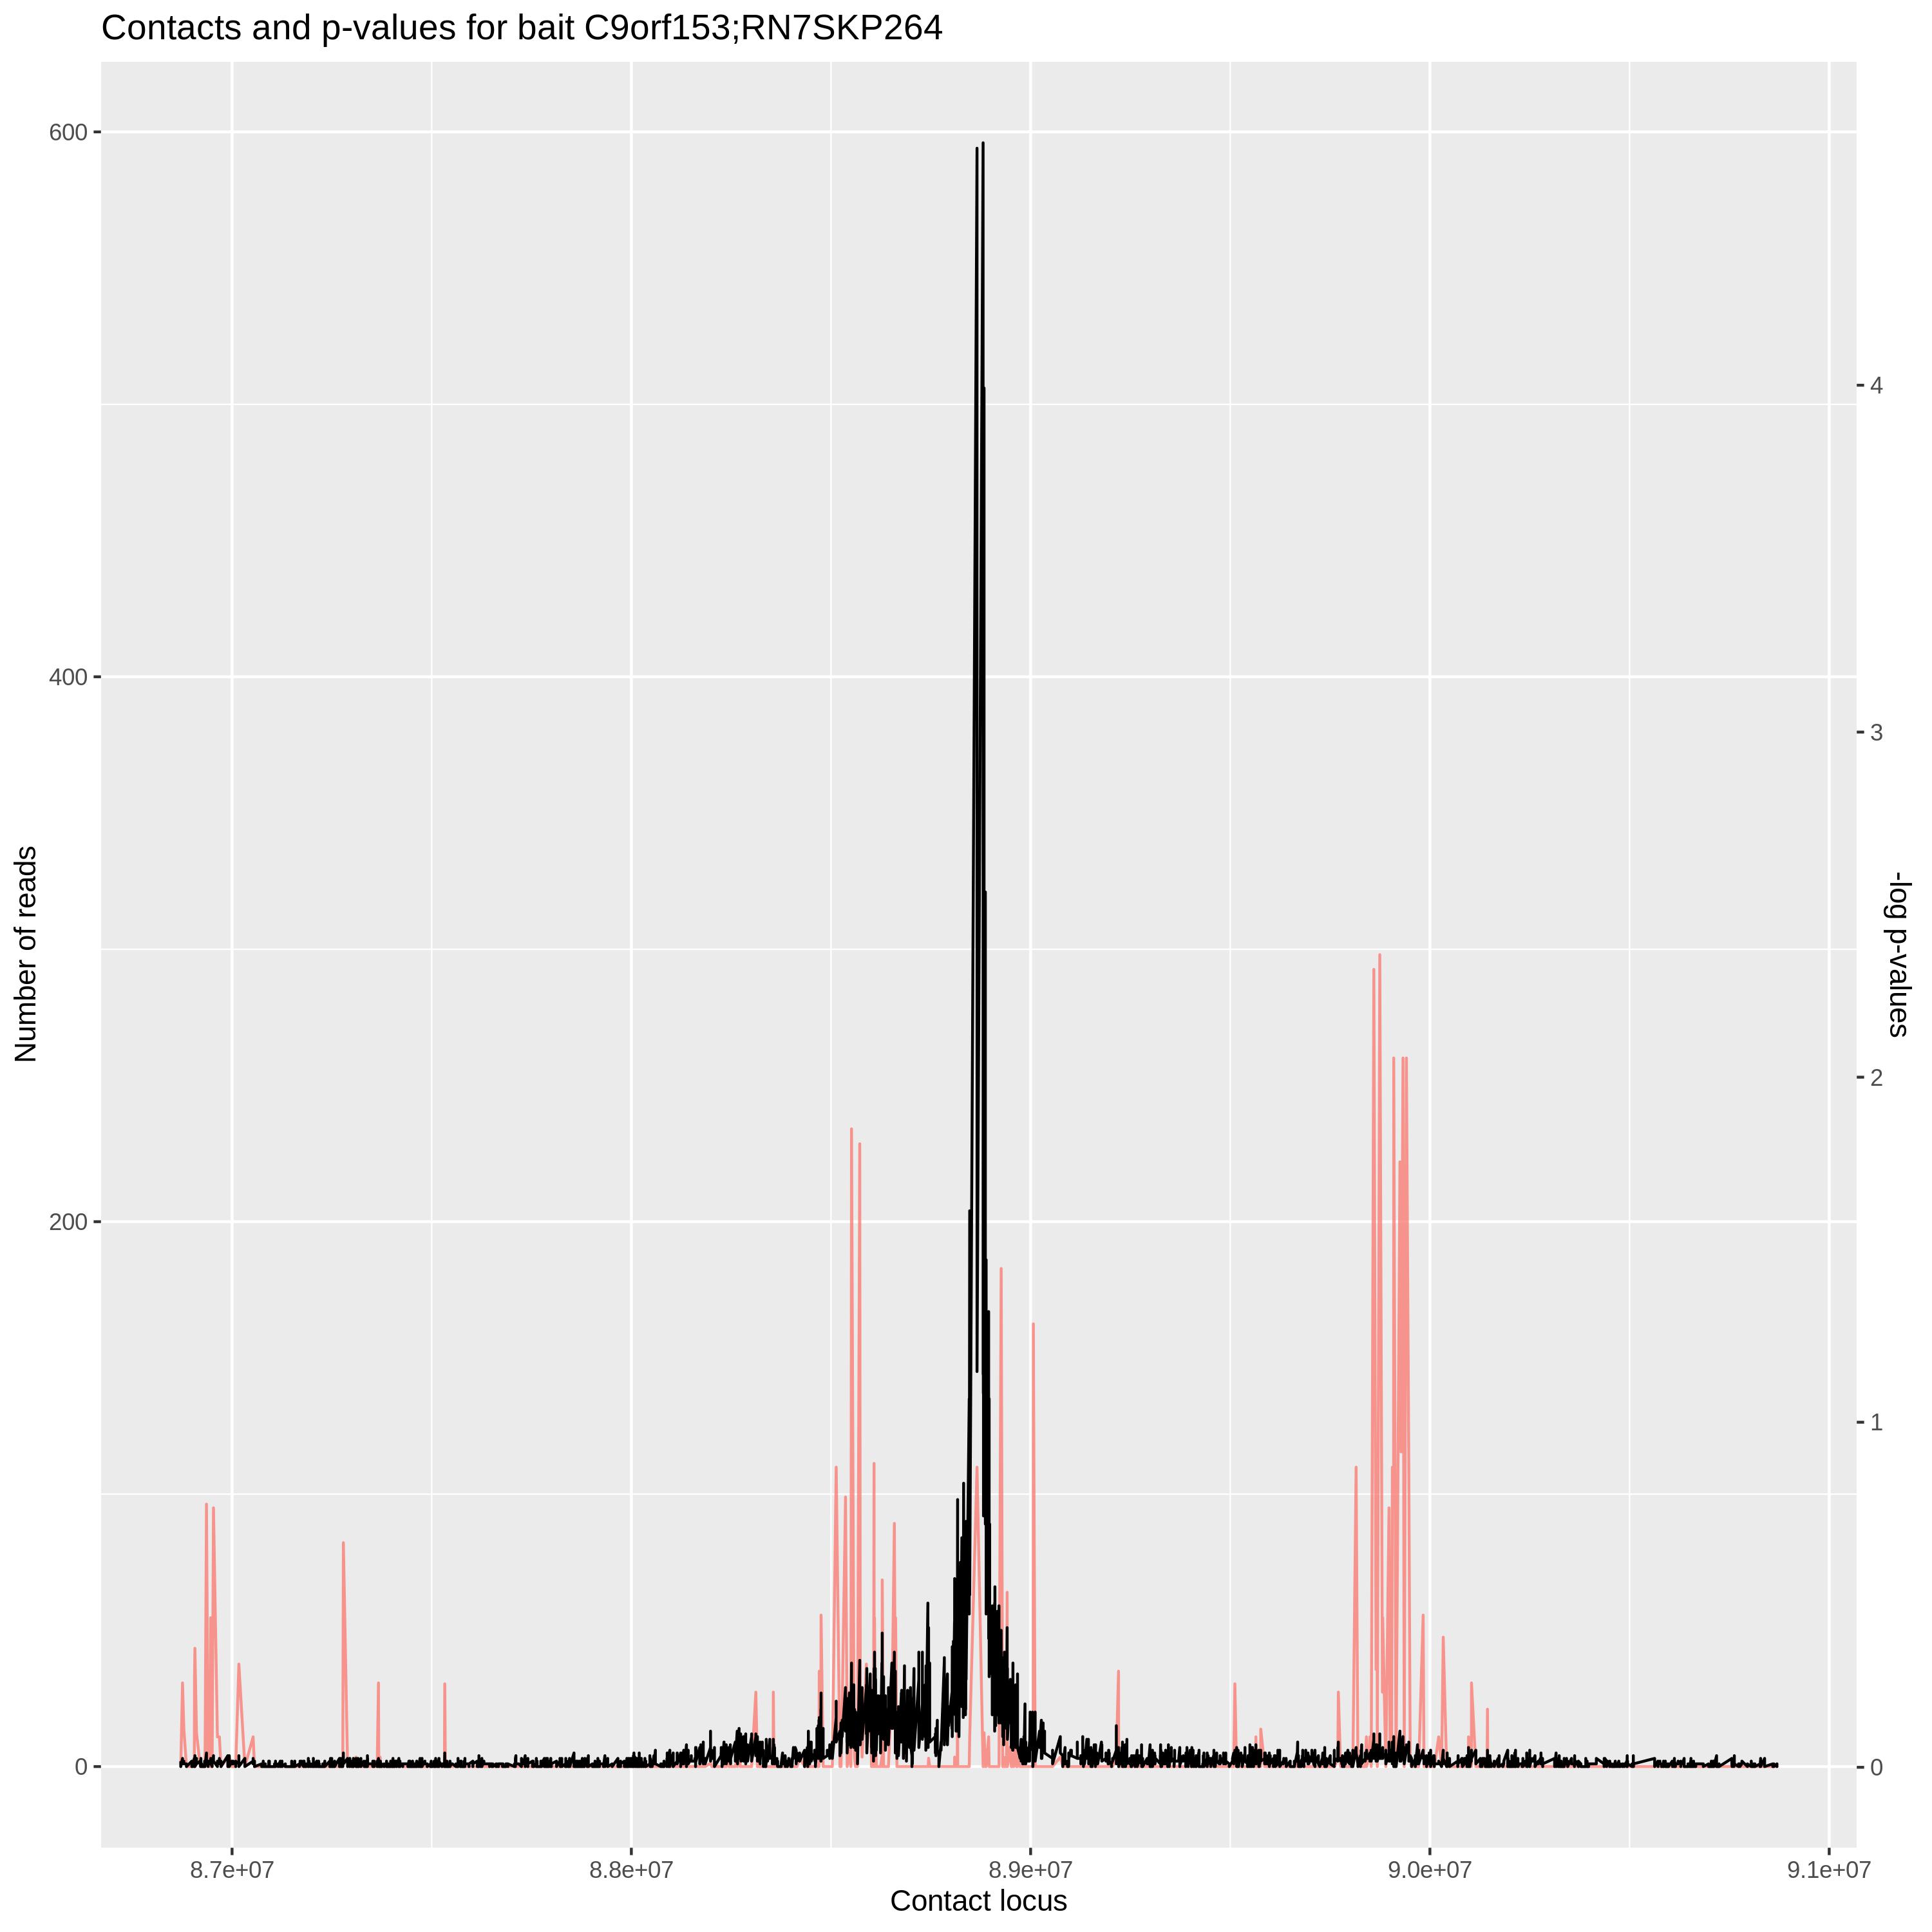 Contacts and p-values for bait C9orf153;RN7SKP264
600
400
200
0
Number of reads
4
3
2
1
0
-log p-values
8.7e+07
8.8e+07
8.9e+07
9.0e+07
9.1e+07
Contact locus